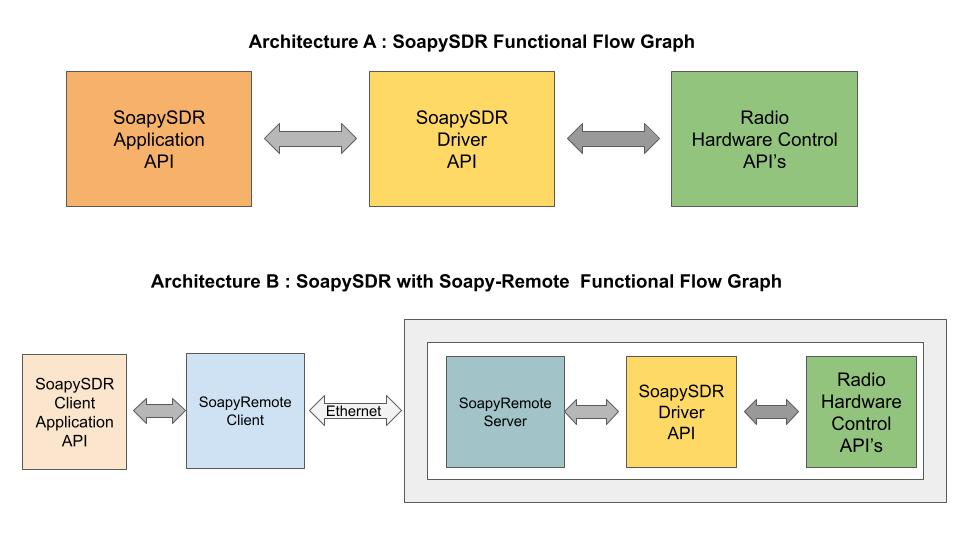 Architecture A : SoapySDR Functional Flow Graph
SoapySDR
Application
API
SoapySDR
Driver
API
Radio
Hardware Control
API's
Architecture B : SoapySDR with Soapy-Remote  Functional Flow Graph
SoapySDR
Client
Application
API
SoapyRemote
Client
Ethernet
SoapyRemote
Server
SoapySDR
Driver
API
Radio
Hardware
Control
API's